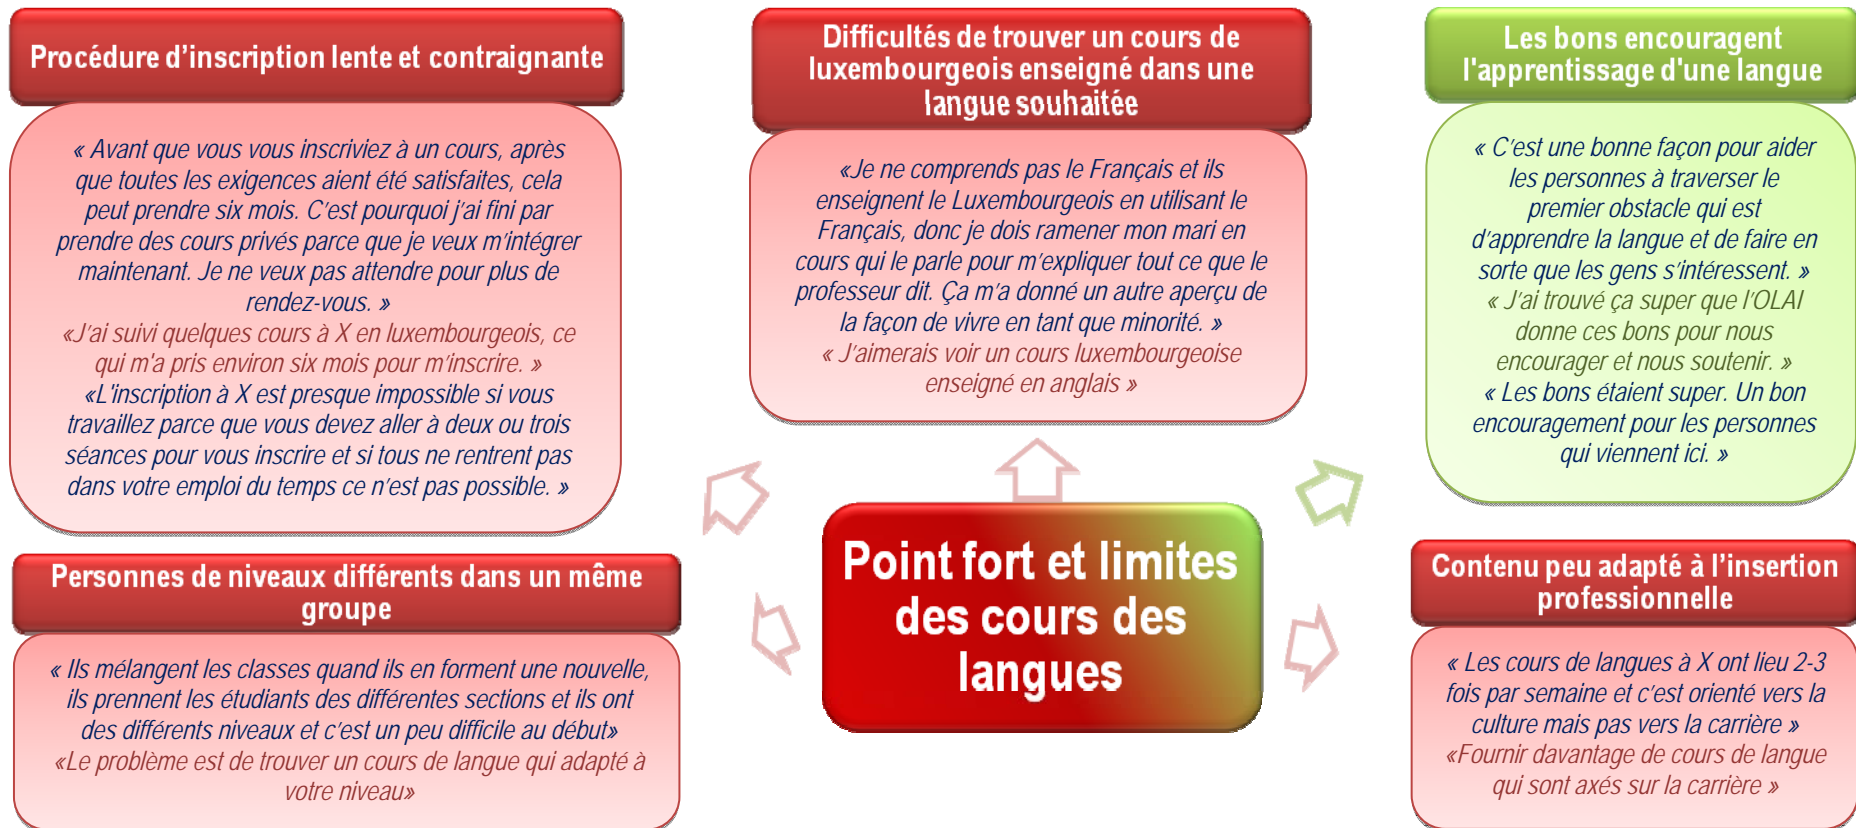 Procédure d’inscription lente et contraignante
« Avant que vous vous inscriviez à un cours, après
que toutes les exigences aient été satisfaites, cela
peut prendre six mois. C’est pourquoi j’ai fini par
prendre des cours privés parce que je veux m’intégrer
maintenant. Je ne veux pas attendre pour plus de
rendez-vous. »
«J’ai suivi quelques cours à X en luxembourgeois, ce
qui m'a pris environ six mois pour m’inscrire. »
«L'inscription à X est presque impossible si vous
travaillez parce que vous devez aller à deux ou trois
séances pour vous inscrire et si tous ne rentrent pas
dans votre emploi du temps ce n’est pas possible. »
Difficultés de trouver un cours de
luxembourgeois enseigné dans une
langue souhaitée
«Je ne comprends pas le Français et ils
enseignent le Luxembourgeois en utilisant le
Français, donc je dois ramener mon mari en
cours qui le parle pour m’expliquer tout ce que le
professeur dit. Ça m’a donné un autre aperçu de
la façon de vivre en tant que minorité. »
« J’aimerais voir un cours luxembourgeoise
enseigné en anglais »
Les bons encouragent
l'apprentissage d'une langue
« C’est une bonne façon pour aider
les personnes à traverser le
premier obstacle qui est
d’apprendre la langue et de faire en
sorte que les gens s’intéressent. »
« J’ai trouvé ça super que l’OLAI
donne ces bons pour nous
encourager et nous soutenir. »
« Les bons étaient super. Un bon
encouragement pour les personnes
qui viennent ici. »
Point fort et limites
des cours des
langues
Personnes de niveaux différents dans un même
groupe
« Ils mélangent les classes quand ils en forment une nouvelle,
ils prennent les étudiants des différentes sections et ils ont
des différents niveaux et c’est un peu difficile au début»
«Le problème est de trouver un cours de langue qui adapté à
votre niveau»
Contenu peu adapté à l’insertion
professionnelle
« Les cours de langues à X ont lieu 2-3
fois par semaine et c’est orienté vers la
culture mais pas vers la carrière »
«Fournir davantage de cours de langue
qui sont axés sur la carrière »